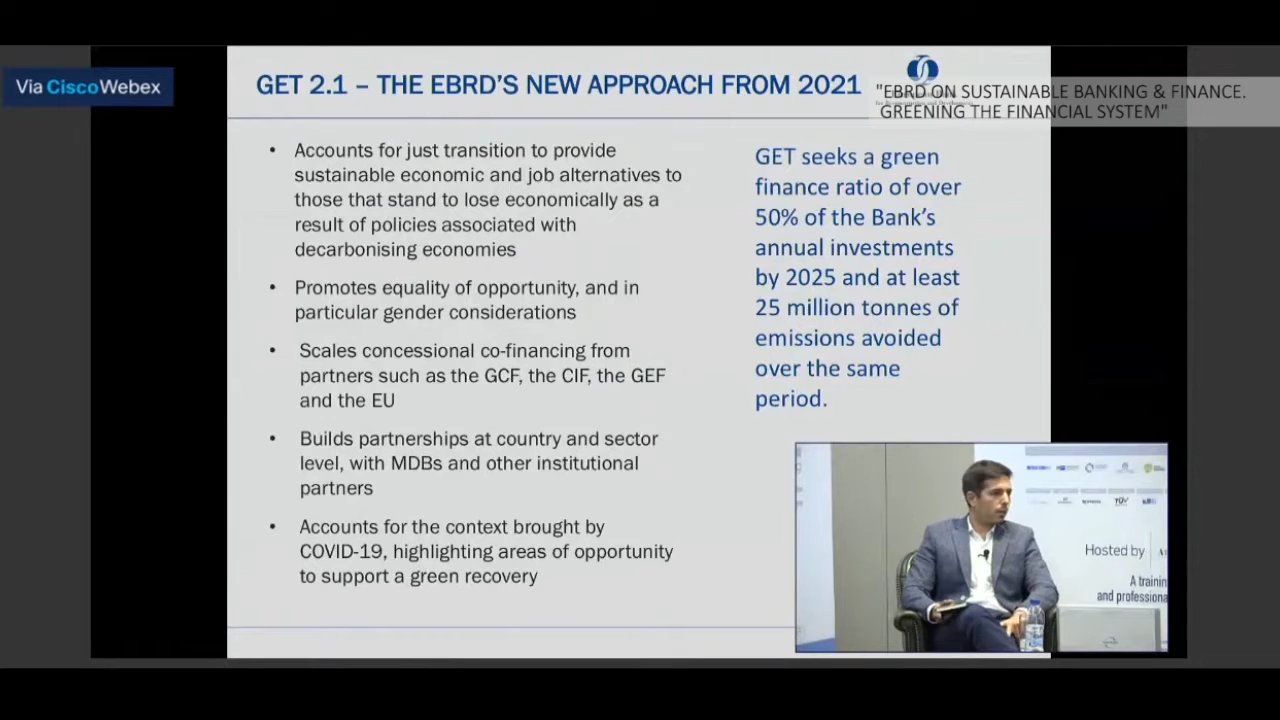 Via CiscoWebex
GET 2.1 – THE EBRD'S NEW APPROACH FROM 2021
"EBRD ON SUSTAINABLE BANKING & FINANCE.
GREENING THE FINANCIAL SYSTEM"
• Accounts for just transition to provide
sustainable economic and job alternatives to
those that stand to lose economically as a
result of policies associated with
decarbonising economies
• Promotes equality of opportunity, and in
particular gender considerations
• Scales concessional co-financing from
partners such as the GCF, the CIF, the GEF
and the EU
• Builds partnerships at country and sector
level, with MDBs and other institutional
partners
• Accounts for the context brought by
COVID-19, highlighting areas of opportunity
to support a green recovery
GET seeks a green
finance ratio of over
50% of the Bank's
annual investments
by 2025 and at least
25 million tonnes of
emissions avoided
over the same
period.
TÜV
Hosted by
A trainin
and professiona